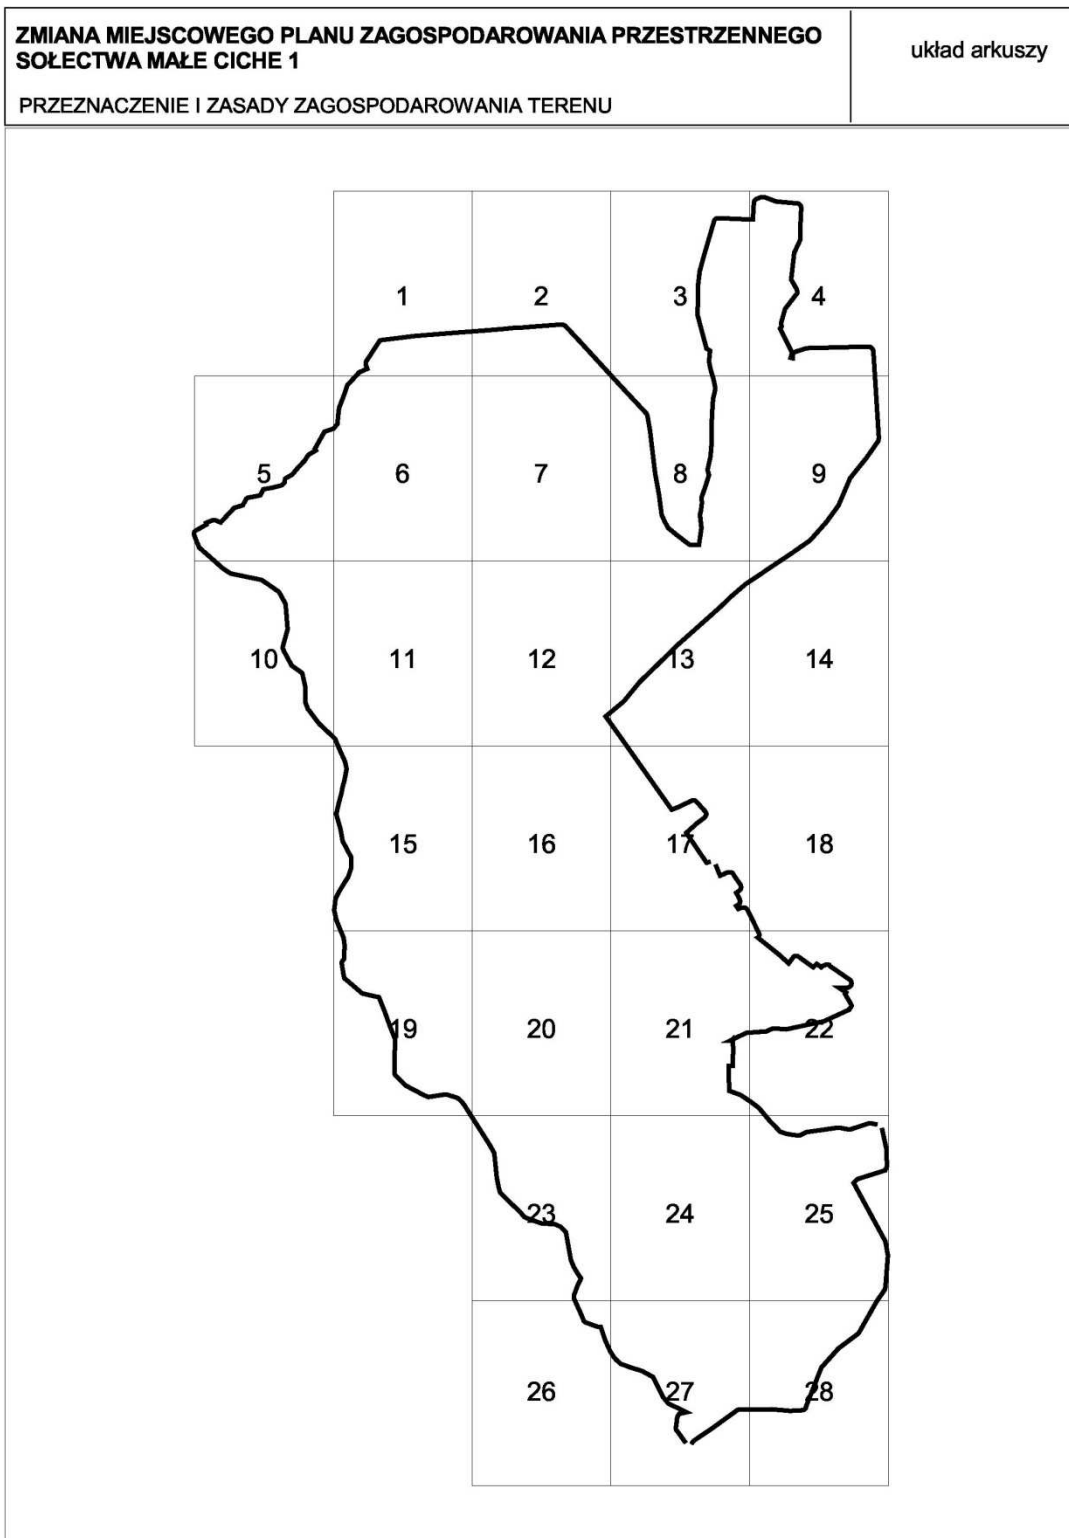 ZMIANA MIEJSCOWEGO PLANU ZAGOSPODAROWANIA PRZESTRZENNEGO
SOŁECTWA MAŁE CICHE 1
PRZEZNACZENIE I ZASADY ZAGOSPODAROWANIA TERENU
układ arkuszy
1 2 3 4
5 6 7 8 9
10 11 12 13 14
15 16 17 18
19 20 21 22
23 24 25
26 27 28